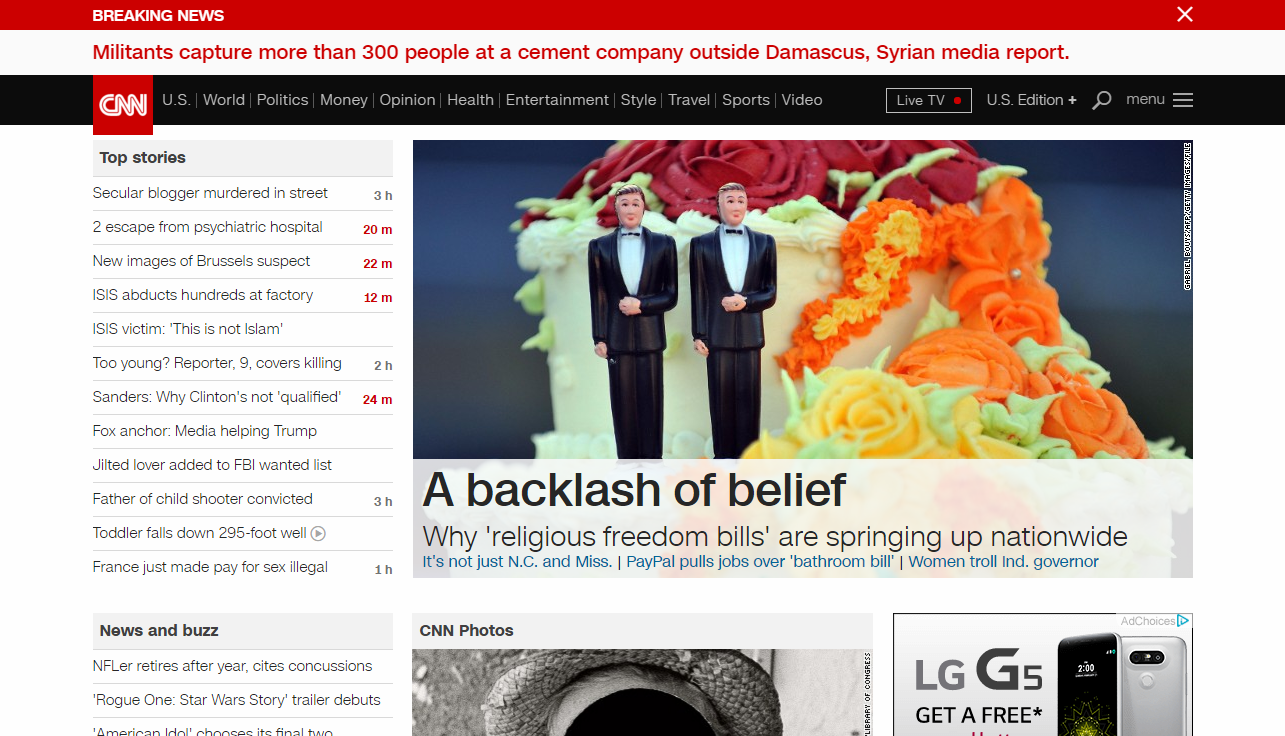 BREAKING NEWS
Militants capture more than 300 people at a cement company outside Damascus, Syrian media report.
CNN
U.S. | World | Politics | Money | Opinion | Health | Entertainment | Style | Travel | Sports | Video
Live TV
U.S. Edition +
menu
Top stories
Secular blogger murdered in street 3 h
2 escape from psychiatric hospital 20 m
New images of Brussels suspect 22 m
ISIS abducts hundreds at factory 12 m
ISIS victim: 'This is not Islam'
Too young? Reporter, 9, covers killing 2 h
Sanders: Why Clinton's not 'qualified' 24 m
Fox anchor: Media helping Trump
Jilted lover added to FBI wanted list
Father of child shooter convicted 3 h
Toddler falls down 295-foot well
France just made pay for sex illegal 1 h
GABRIEL BOUYS/AFP/GETTY IMAGES/FILE
A backlash of belief
Why 'religious freedom bills' are springing up nationwide
It's not just N.C. and Miss. | PayPal pulls jobs over 'bathroom bill' | Women troll Ind. governor
News and buzz
NFLer retires after year, cites concussions
'Rogue One: Star Wars Story' trailer debuts
'American Idol' chooses its final two
CNN Photos
LIBRARY OF CONGRESS
AdChoices
LG G5
2:00
GET A FREE*